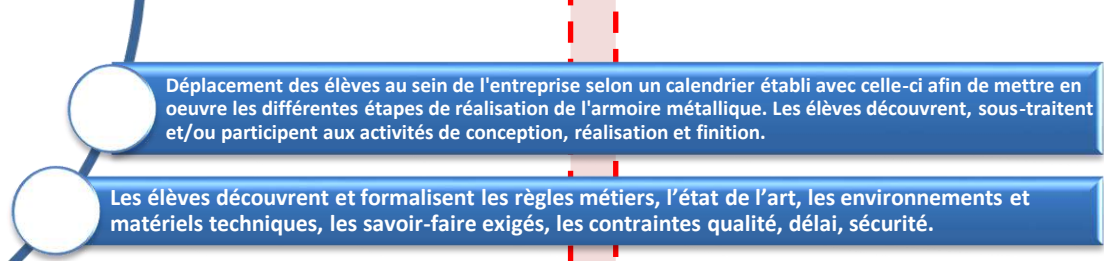 Déplacement des élèves au sein de l'entreprise selon un calendrier établi avec celle-ci afin de mettre en
oeuvre les différentes étapes de réalisation de l'armoire métallique. Les élèves découvrent, sous-traitent
et/ou participent aux activités de conception, réalisation et finition.
Les élèves découvrent et formalisent les règles métiers, l’état de l’art, les environnements et
matériels techniques, les savoir-faire exigés, les contraintes qualité, délai, sécurité.